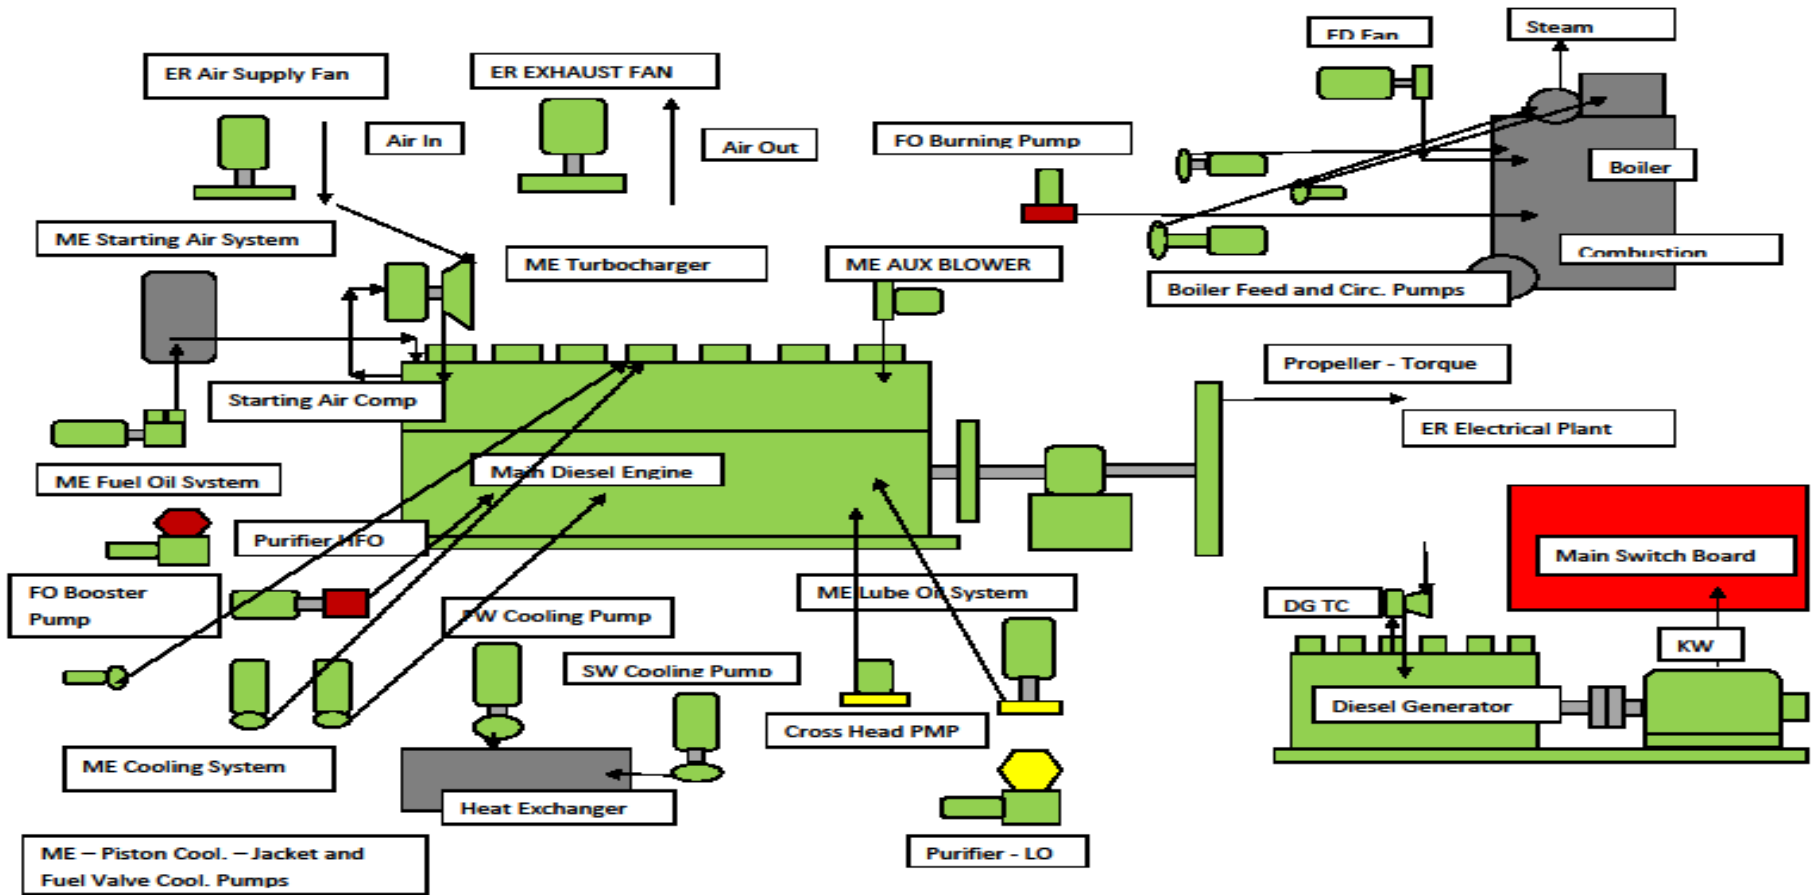 ER Air Supply Fan
ER EXHAUST FAN
FD Fan
Steam
Air In
Air Out
FO Burning Pump
Boiler
ME Starting Air System
ME Turbocharger
ME AUX BLOWER
Combustion
Boiler Feed and Circ. Pumps
Starting Air Comp
Propeller - Torque
ER Electrical Plant
Main Diesel Engine
ME Fuel Oil System
Purifier HFO
Main Switch Board
FO Booster
Pump
FW Cooling Pump
ME Lube Oil System
DG TC
KW
SW Cooling Pump
Diesel Generator
Cross Head PMP
ME Cooling System
Heat Exchanger
ME – Piston Cool. – Jacket and
Fuel Valve Cool. Pumps
Purifier - LO